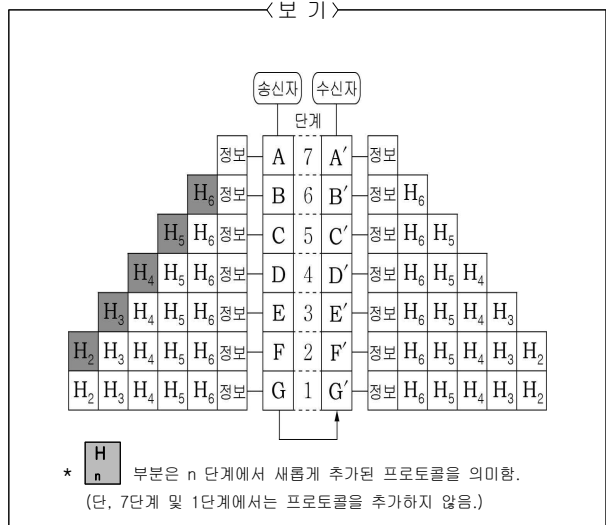 〈보 기〉
송신자 수신자
단계
정보 A 7 A′ 정보
H₆ 정보 B 6 B′ 정보 H₆
H₅ H₆ 정보 C 5 C′ 정보 H₆ H₅
H₄ H₅ H₆ 정보 D 4 D′ 정보 H₆ H₅ H₄
H₃ H₄ H₅ H₆ 정보 E 3 E′ 정보 H₆ H₅ H₄ H₃
H₂ H₃ H₄ H₅ H₆ 정보 F 2 F′ 정보 H₆ H₅ H₄ H₃ H₂
H₂ H₃ H₄ H₅ H₆ 정보 G 1 G′ 정보 H₆ H₅ H₄ H₃ H₂
* H n 부분은 n 단계에서 새롭게 추가된 프로토콜을 의미함.
(단, 7단계 및 1단계에서는 프로토콜을 추가하지 않음.)